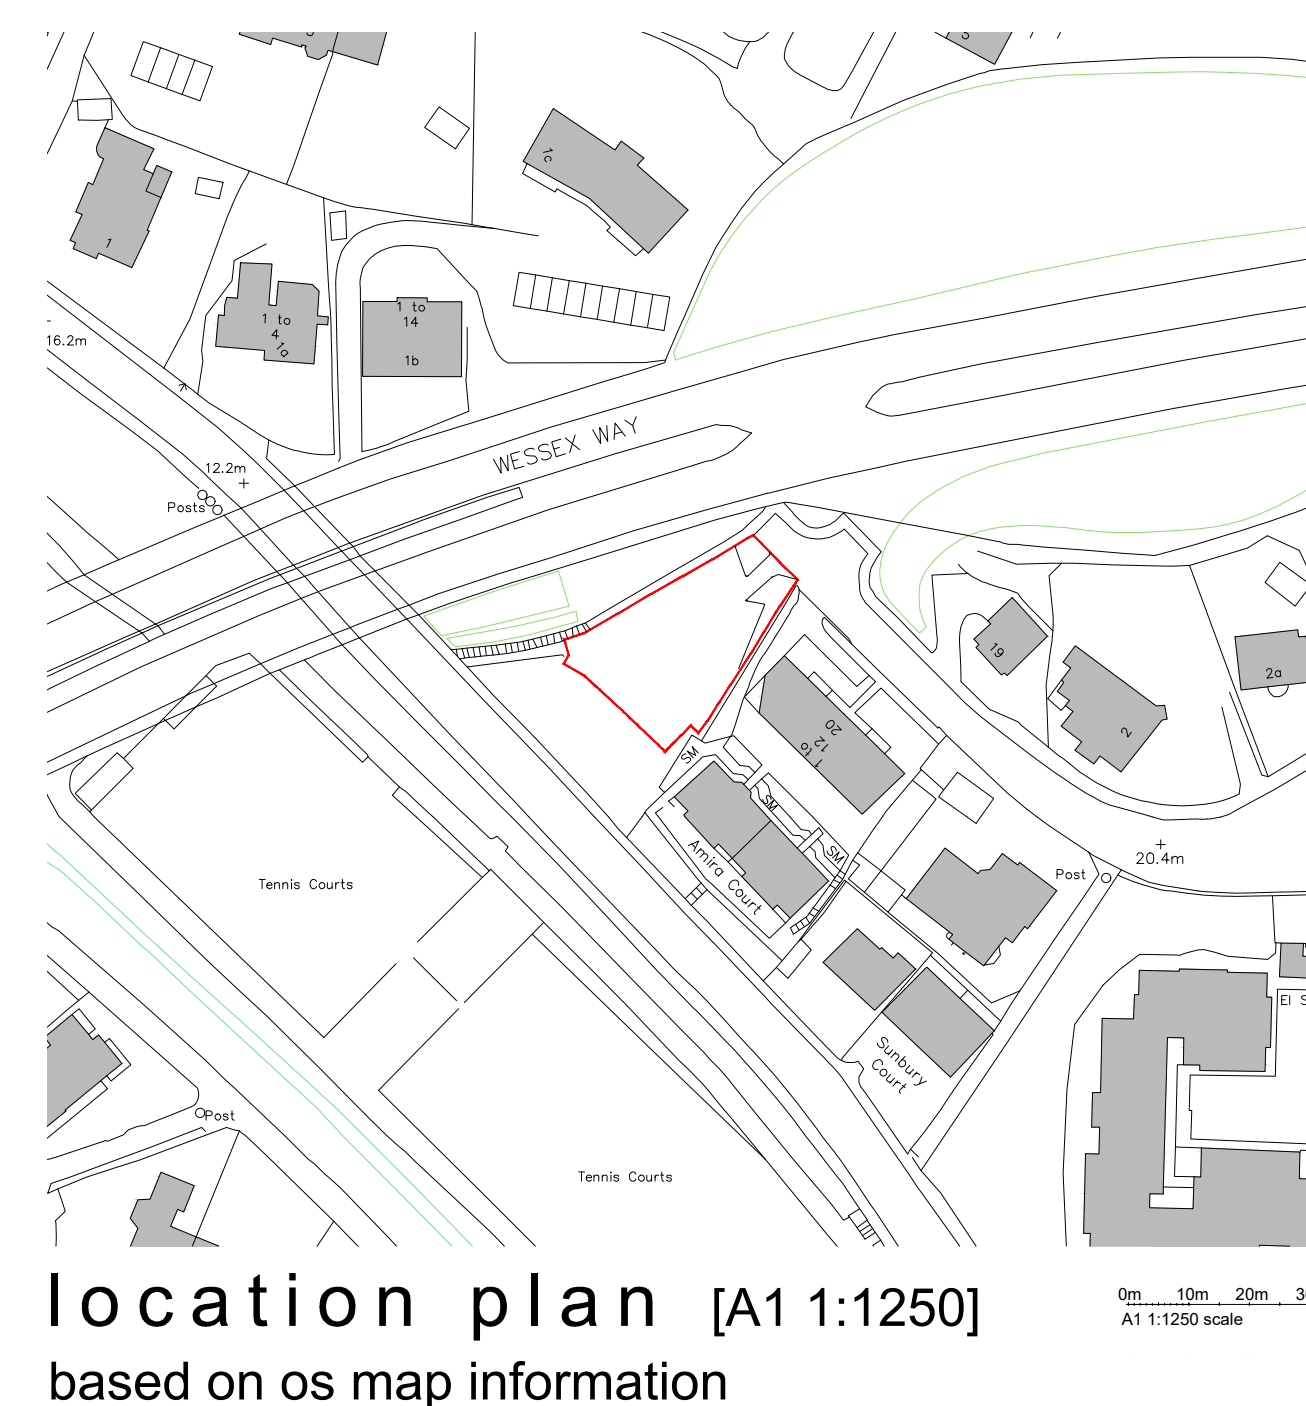 1c
1
1 to
4
1a
1 to
14
1b
16.2m
WESSEX WAY
12.2m
Posts
19
2a
2
20
12
1 to
SM
SM
SM
Amira Court
20.4m
Post
Tennis Courts
Sunbury
Court
El S
Post
Tennis Courts
location plan [A1 1:1250]
0m 10m 20m
A1 1:1250 scale
based on os map information